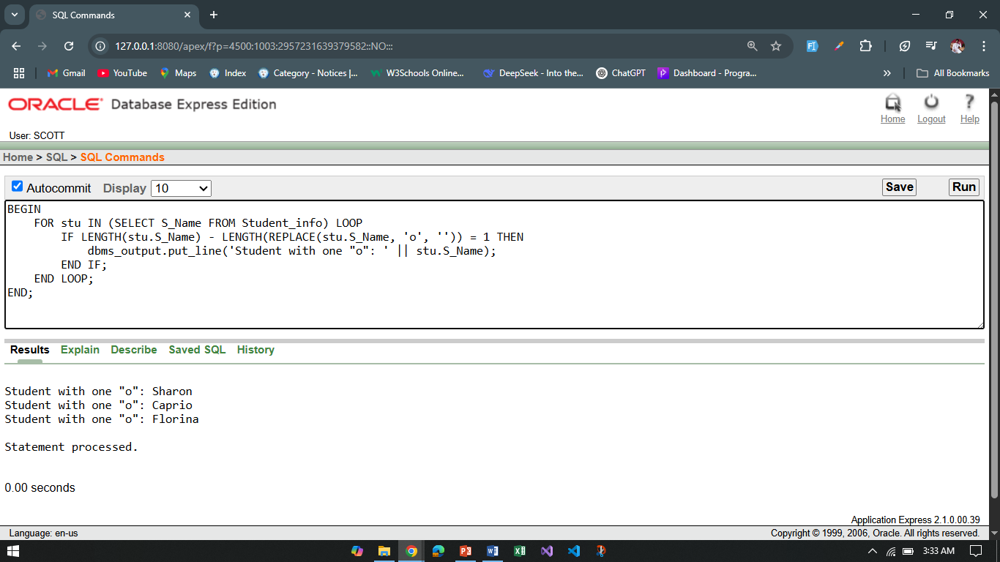 SQL Commands
127.0.0.1:8080/apex/f?p=4500:1003:2957231639379582::NO:::
Gmail YouTube Maps Index Category - Notices |... W3Schools Online... DeepSeek - Into the... ChatGPT Dashboard - Progra... » All Bookmarks
ORACLE Database Express Edition
Home Logout Help
User: SCOTT
Home > SQL > SQL Commands
Autocommit Display 10 Save Run
BEGIN
    FOR stu IN (SELECT S_Name FROM Student_info) LOOP
        IF LENGTH(stu.S_Name) - LENGTH(REPLACE(stu.S_Name, 'o', '')) = 1 THEN
            dbms_output.put_line('Student with one "o": ' || stu.S_Name);
        END IF;
    END LOOP;
END;
Results Explain Describe Saved SQL History
Student with one "o": Sharon
Student with one "o": Caprio
Student with one "o": Florina
Statement processed.
0.00 seconds
Application Express 2.1.0.00.39
Language: en-us Copyright © 1999, 2006, Oracle. All rights reserved.
3:33 AM